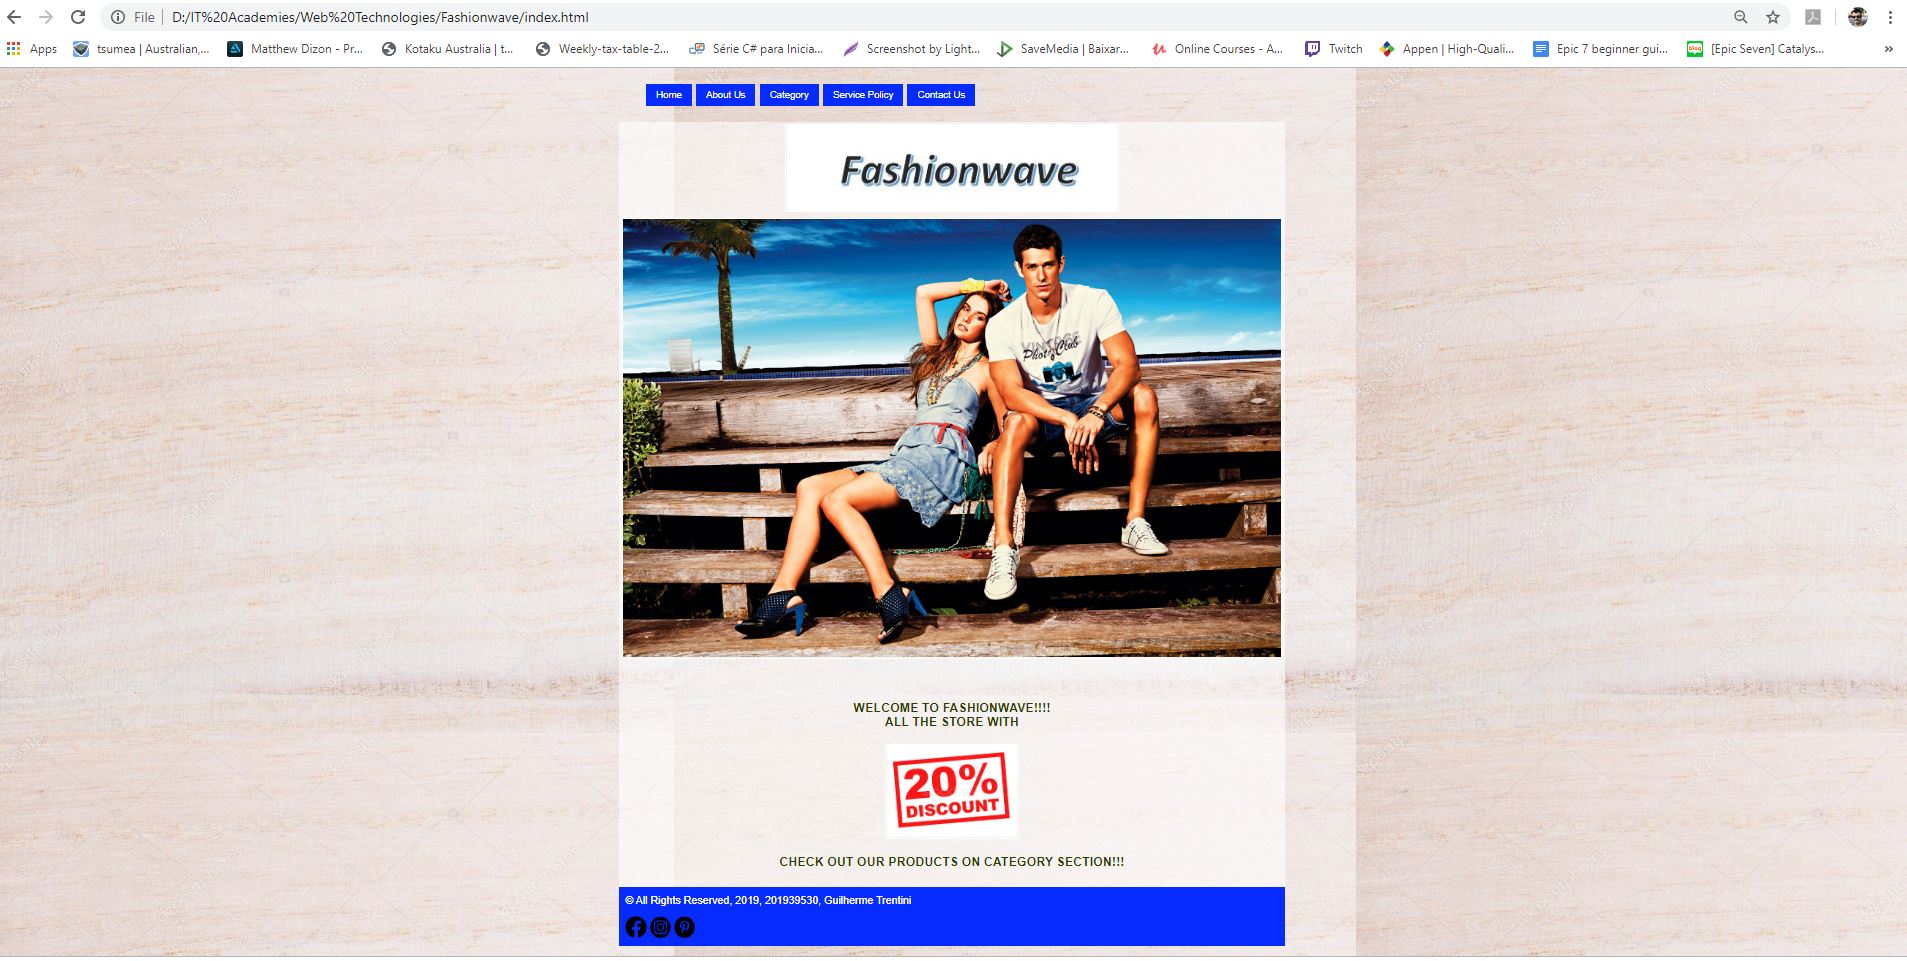 File | D:/IT%20Academies/Web%20Technologies/Fashionwave/index.html
Apps tsumea | Australian,... Matthew Dizon - Pr... Kotaku Australia | t... Weekly-tax-table-2... Série C# para Inicia... Screenshot by Light... SaveMedia | Baixar... Online Courses - A... Twitch Appen | High-Quali... Epic 7 beginner gui... blog [Epic Seven] Catalys... »
Home About Us Category Service Policy Contact Us
Fashionwave
VINTAGE
Photo Club
WELCOME TO FASHIONWAVE!!!!
ALL THE STORE WITH
20%
DISCOUNT
CHECK OUT OUR PRODUCTS ON CATEGORY SECTION!!!
© All Rights Reserved, 2019, 201939530, Guilherme Trentini